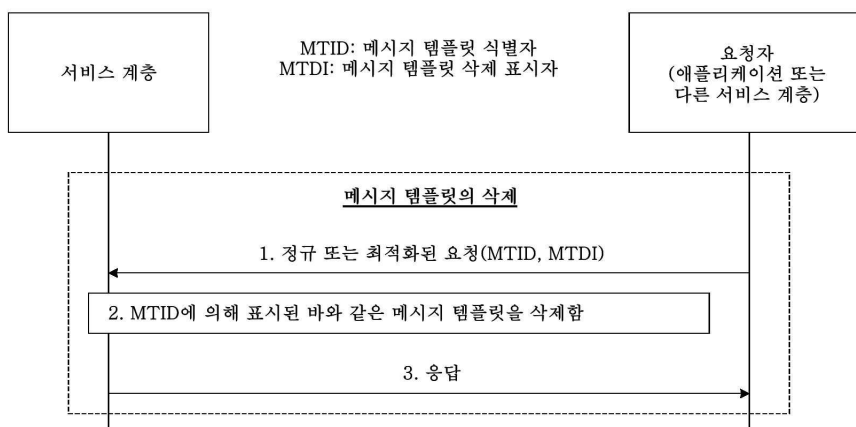 서비스 계층
MTID: 메시지 템플릿 식별자
MTDI: 메시지 템플릿 삭제 표시자
요청자
(애플리케이션 또는
다른 서비스 계층)
메시지 템플릿의 삭제
1. 정규 또는 최적화된 요청(MTID, MTDI)
2. MTID에 의해 표시된 바와 같은 메시지 템플릿을 삭제함
3. 응답